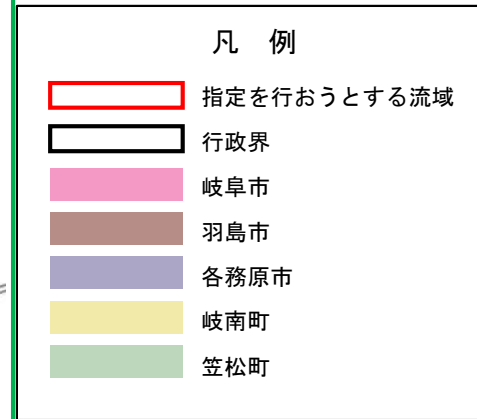 凡 例
指定を行おうとする流域
行政界
岐阜市
羽島市
各務原市
岐南町
笠松町